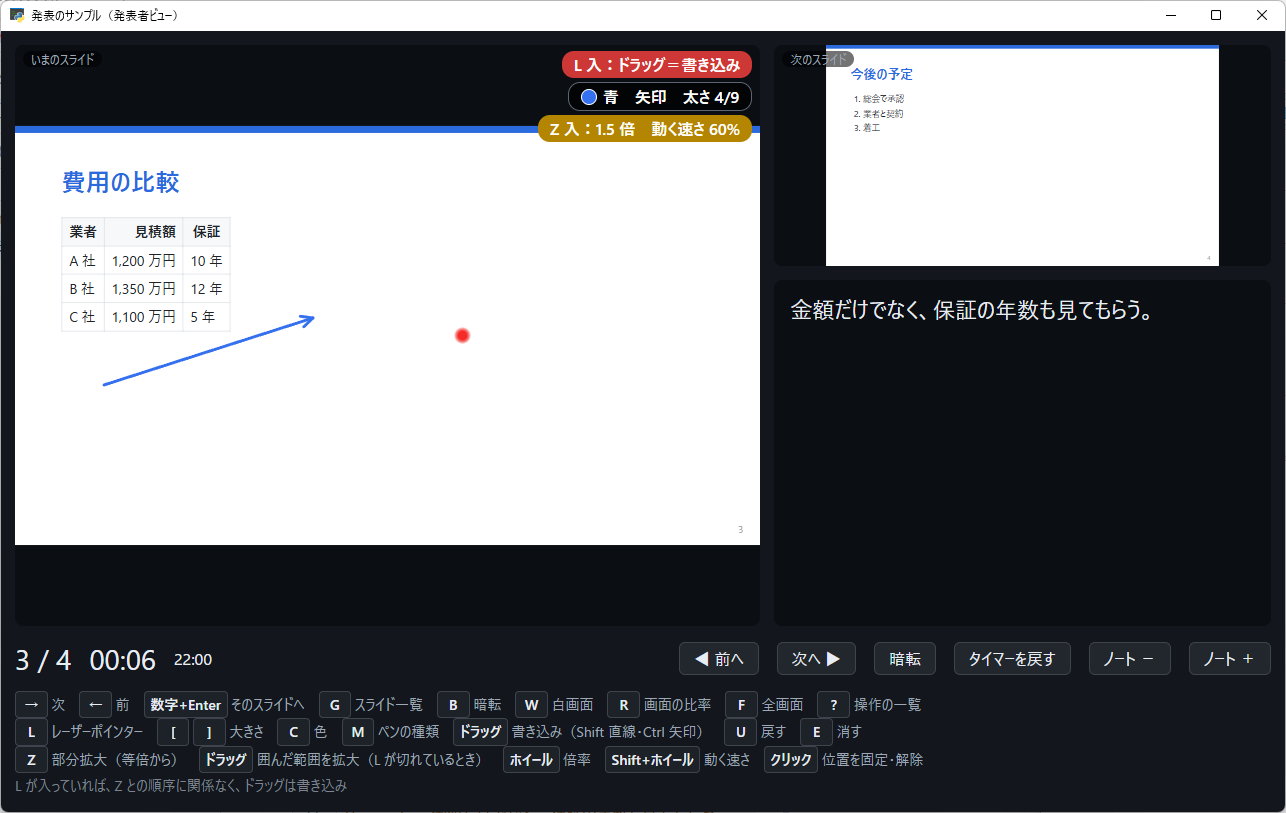 発表のサンプル（発表者ビュー）
いまのスライド
L 入：ドラッグ＝書き込み
青　矢印　太さ 4/9
Z 入：1.5 倍　動く速さ 60%
費用の比較
業者 見積額 保証
A 社 1,200 万円 10 年
B 社 1,350 万円 12 年
C 社 1,100 万円 5 年
3
次のスライド
今後の予定
1. 総会で承認
2. 業者と契約
3. 着工
4
金額だけでなく、保証の年数も見てもらう。
3 / 4 00:06 22:00
◀ 前へ 次へ ▶ 暗転 タイマーを戻す ノート － ノート ＋
→ 次 ← 前 数字+Enter そのスライドへ G スライド一覧 B 暗転 W 白画面 R 画面の比率 F 全画面 ? 操作の一覧
L レーザーポインター [ ] 大きさ C 色 M ペンの種類 ドラッグ 書き込み（Shift 直線・Ctrl 矢印） U 戻す E 消す
Z 部分拡大（等倍から） ドラッグ 囲んだ範囲を拡大（L が切れているとき） ホイール 倍率 Shift+ホイール 動く速さ クリック 位置を固定・解除
L が入っていれば、Z との順序に関係なく、ドラッグは書き込み